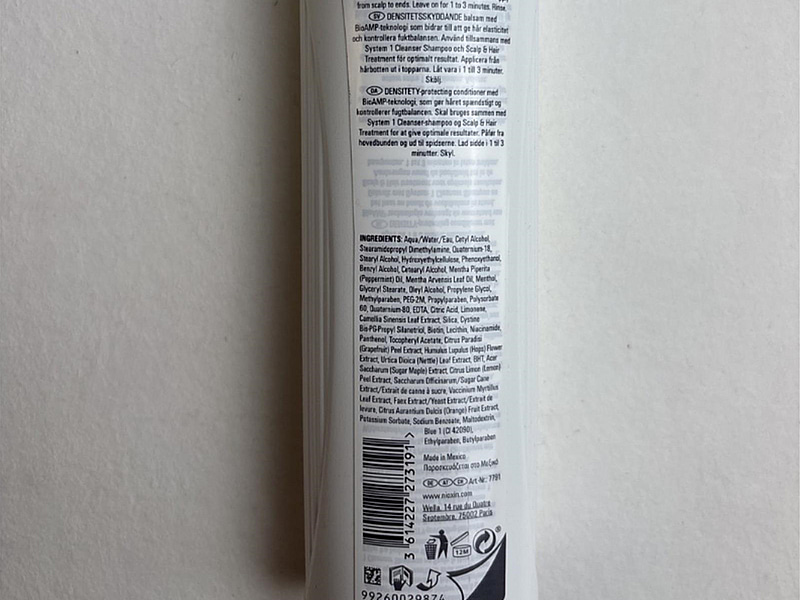 from scalp to ends. Leave on for 1 to 3 minutes. Rinse.
SV DENSITETSSKYDDANDE balsam med
BioAMP-teknologi som bidrar till att ge hår elasticitet
och kontrollera fuktbalansen. Använd tillsammans med
System 1 Cleanser Shampoo och Scalp & Hair
Treatment för optimalt resultat. Applicera från
hårbotten ut i topparna. Låt vara i 1 till 3 minuter.
Skölj.
DA DENSITETY-protecting conditioner med
BioAMP-teknologi, som gør håret spændstigt og
kontrollerer fugtbalancen. Skal bruges sammen med
System 1 Cleanser-shampoo og Scalp & Hair
Treatment for at give optimale resultater. Påfør fra
hovedbunden og ud til spidserne. Lad sidde i 1 til 3
minutter. Skyl.
INGREDIENTS: Aqua/Water/Eau, Cetyl Alcohol,
Stearamidopropyl Dimethylamine, Quaternium-18,
Stearyl Alcohol, Hydroxyethylcellulose, Phenoxyethanol,
Benzyl Alcohol, Cetearyl Alcohol, Mentha Piperita
(Peppermint) Oil, Mentha Arvensis Leaf Oil, Menthol,
Glyceryl Stearate, Oleyl Alcohol, Propylene Glycol,
Methylparaben, PEG-2M, Propylparaben, Polysorbate
60, Quaternium-80, EDTA, Citric Acid, Limonene,
Camellia Sinensis Leaf Extract, Silica, Cystine
Bis-PG-Propyl Silanetriol, Biotin, Lecithin, Niacinamide,
Panthenol, Tocopheryl Acetate, Citrus Paradisi
(Grapefruit) Peel Extract, Humulus Lupulus (Hops) Flower
Extract, Urtica Dioica (Nettle) Leaf Extract, BHT, Acer
Saccharum (Sugar Maple) Extract, Citrus Limon (Lemon)
Peel Extract, Saccharum Officinarum/Sugar Cane
Extract/Extrait de canne à sucre, Vaccinium Myrtillus
Leaf Extract, Faex Extract/Yeast Extract/Extrait de
levure, Citrus Aurantium Dulcis (Orange) Fruit Extract,
Potassium Sorbate, Sodium Benzoate, Maltodextrin,
Blue 1 (CI 42090),
Ethylparaben, Butylparaben
Made in Mexico
Παρασκευάζεται στο Μεξικό
DE AT CH Art-Nr.: 7791
www.nioxin.com
Wella, 14 rue du Quatre
Septembre, 75002 Paris
3 614227 273191 >
12M
99260029874